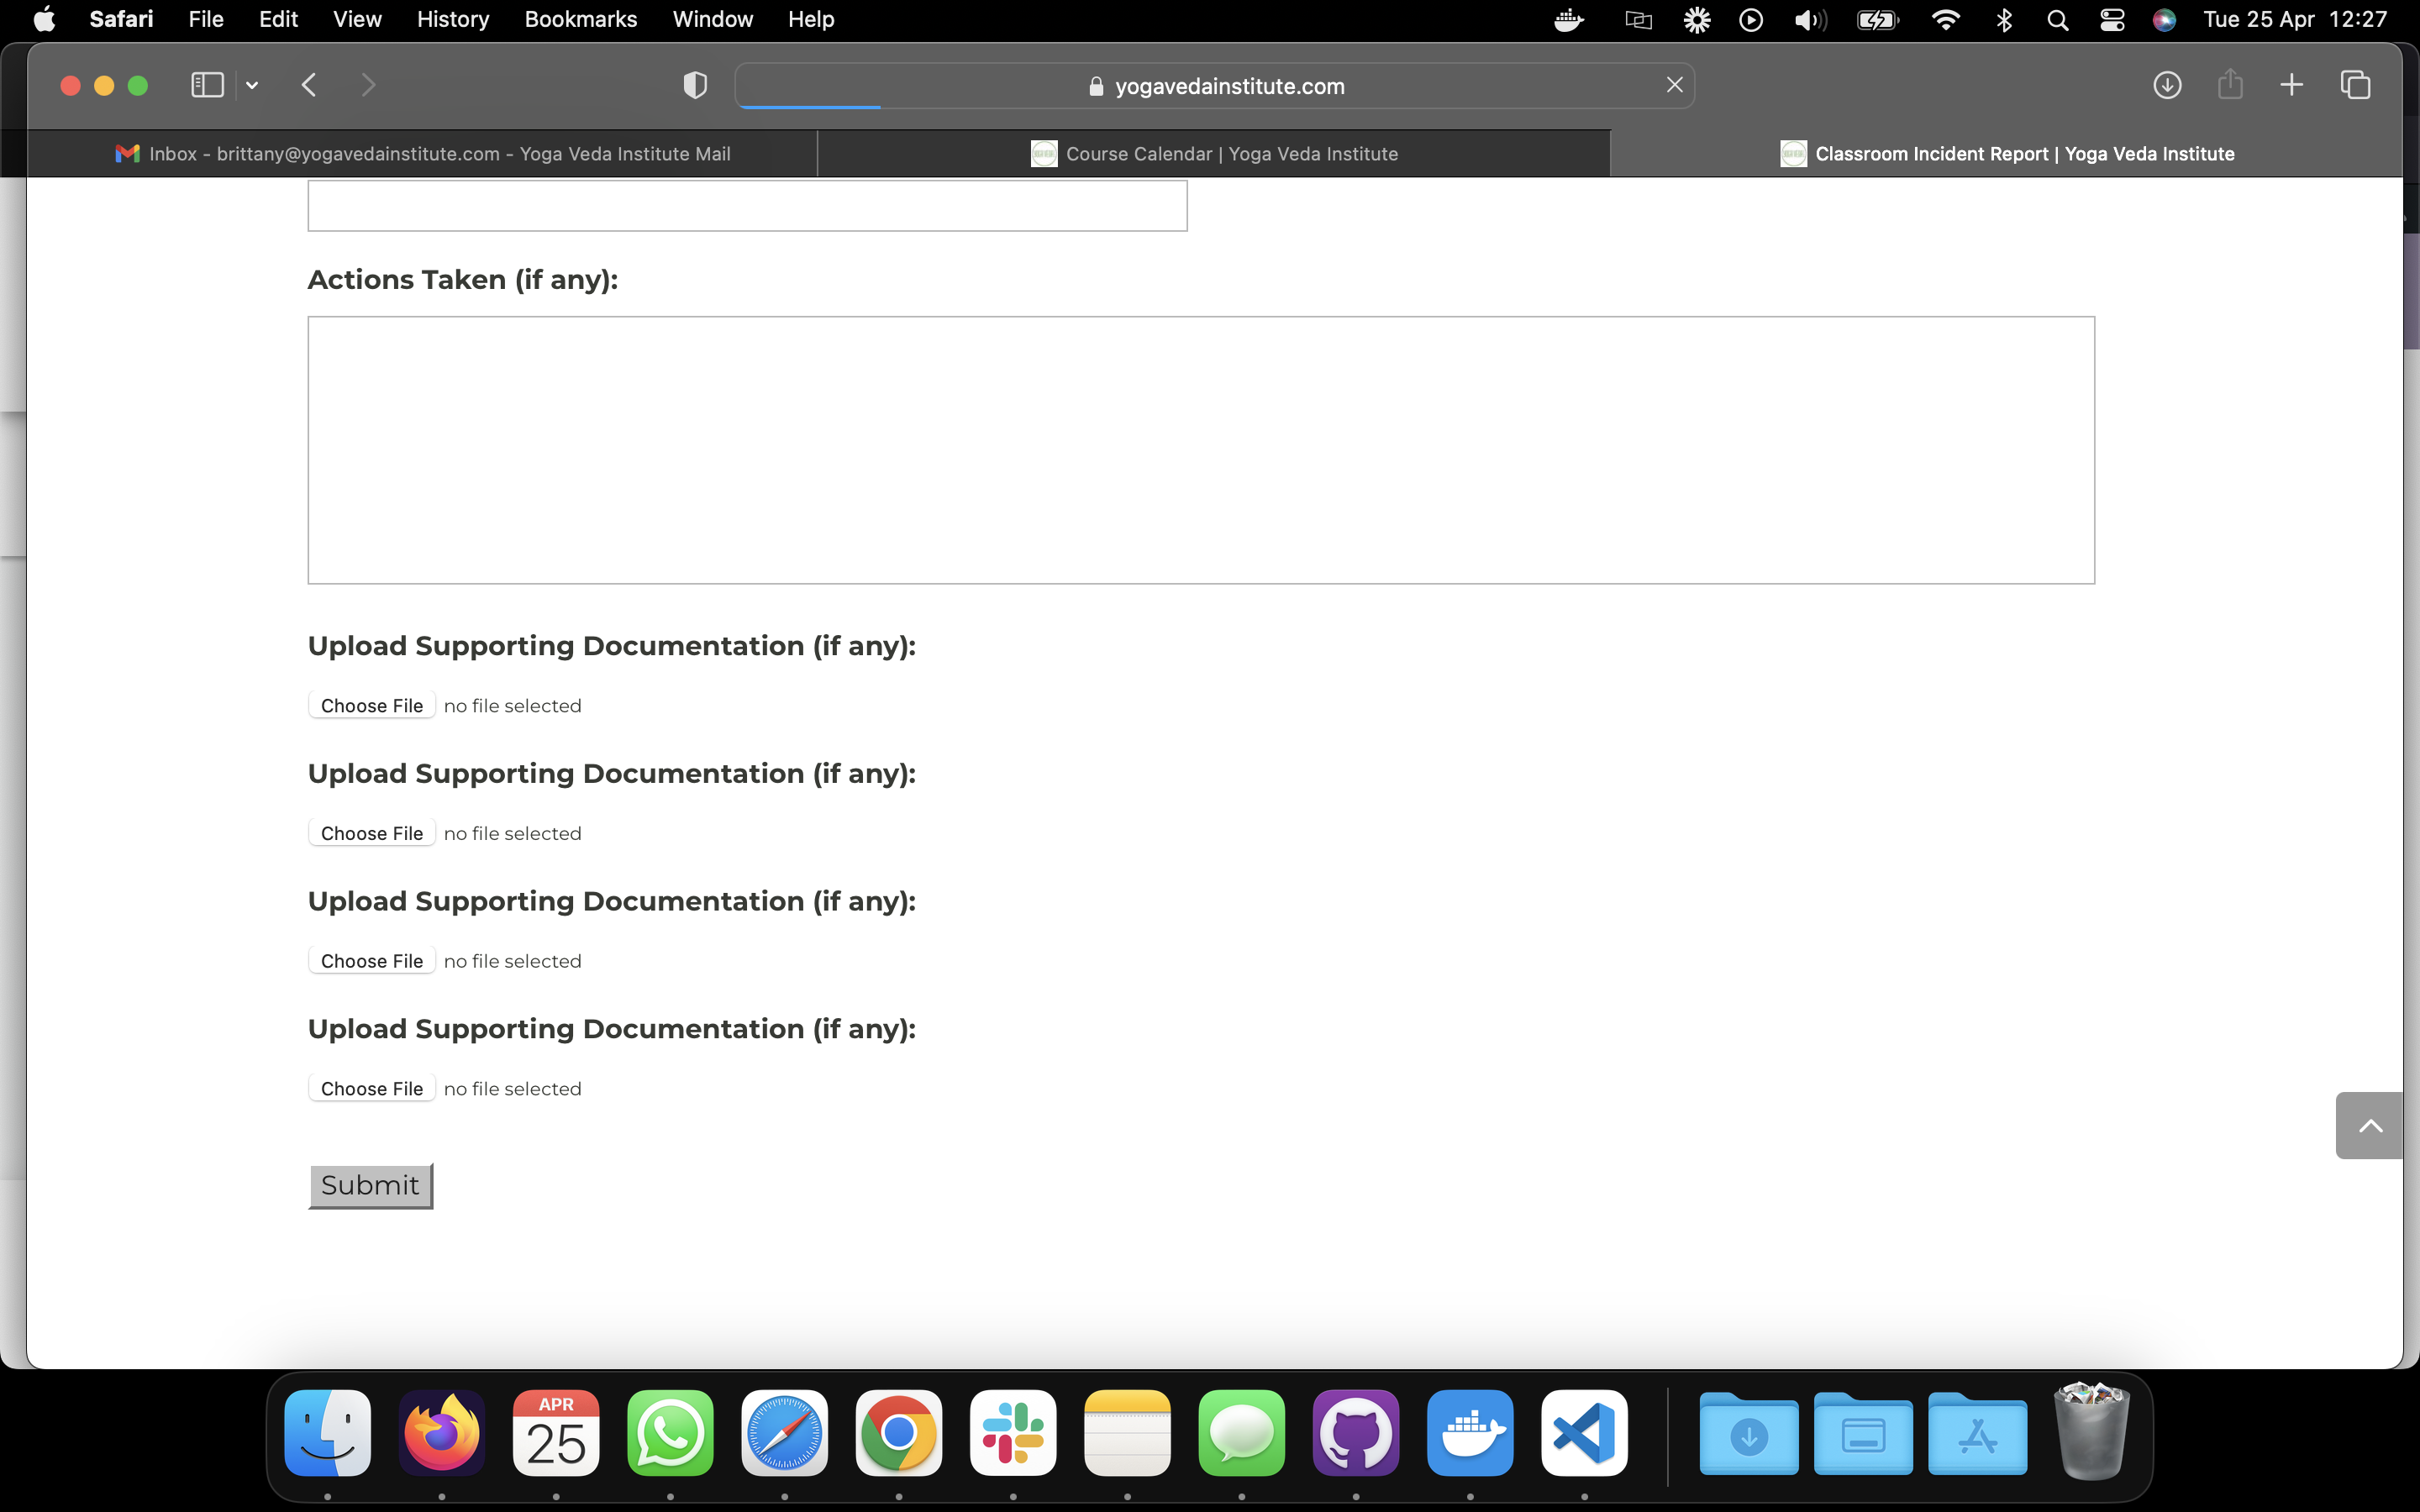 Safari File Edit View History Bookmarks Window Help Tue 25 Apr 12:27
yogavedainstitute.com
Inbox - brittany@yogavedainstitute.com - Yoga Veda Institute Mail
Course Calendar | Yoga Veda Institute
Classroom Incident Report | Yoga Veda Institute
Actions Taken (if any):
Upload Supporting Documentation (if any):
Choose File no file selected
Upload Supporting Documentation (if any):
Choose File no file selected
Upload Supporting Documentation (if any):
Choose File no file selected
Upload Supporting Documentation (if any):
Choose File no file selected
Submit
APR
25